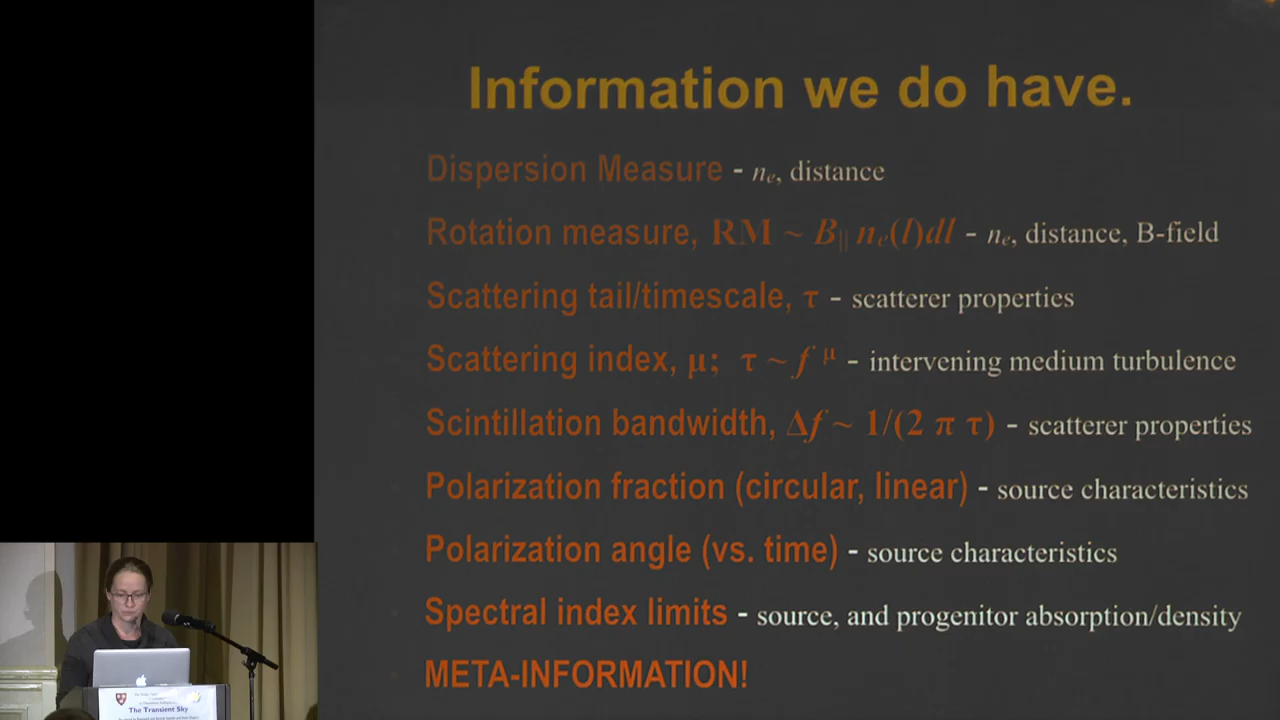 Information we do have.
Dispersion Measure - nₑ, distance
Rotation measure, RM ~ B|| nₑ(l)dl - nₑ, distance, B-field
Scattering tail/timescale, τ - scatterer properties
Scattering index, μ; τ ~ f ᵘ - intervening medium turbulence
Scintillation bandwidth, Δf ~ 1/(2 π τ) - scatterer properties
Polarization fraction (circular, linear) - source characteristics
Polarization angle (vs. time) - source characteristics
Spectral index limits - source, and progenitor absorption/density
META-INFORMATION!
The Transient Sky